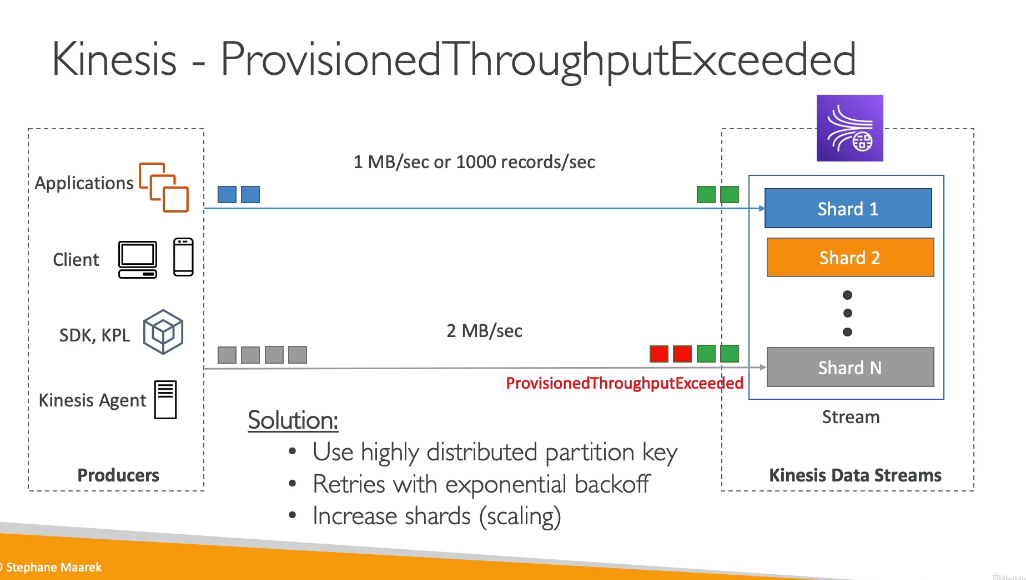 Kinesis - ProvisionedThroughputExceeded
1 MB/sec or 1000 records/sec
Applications
Shard 1
Client
Shard 2
SDK, KPL
2 MB/sec
Shard N
ProvisionedThroughputExceeded
Kinesis Agent
Stream
Solution:
• Use highly distributed partition key
• Retries with exponential backoff
• Increase shards (scaling)
Producers
Kinesis Data Streams
Stephane Maarek